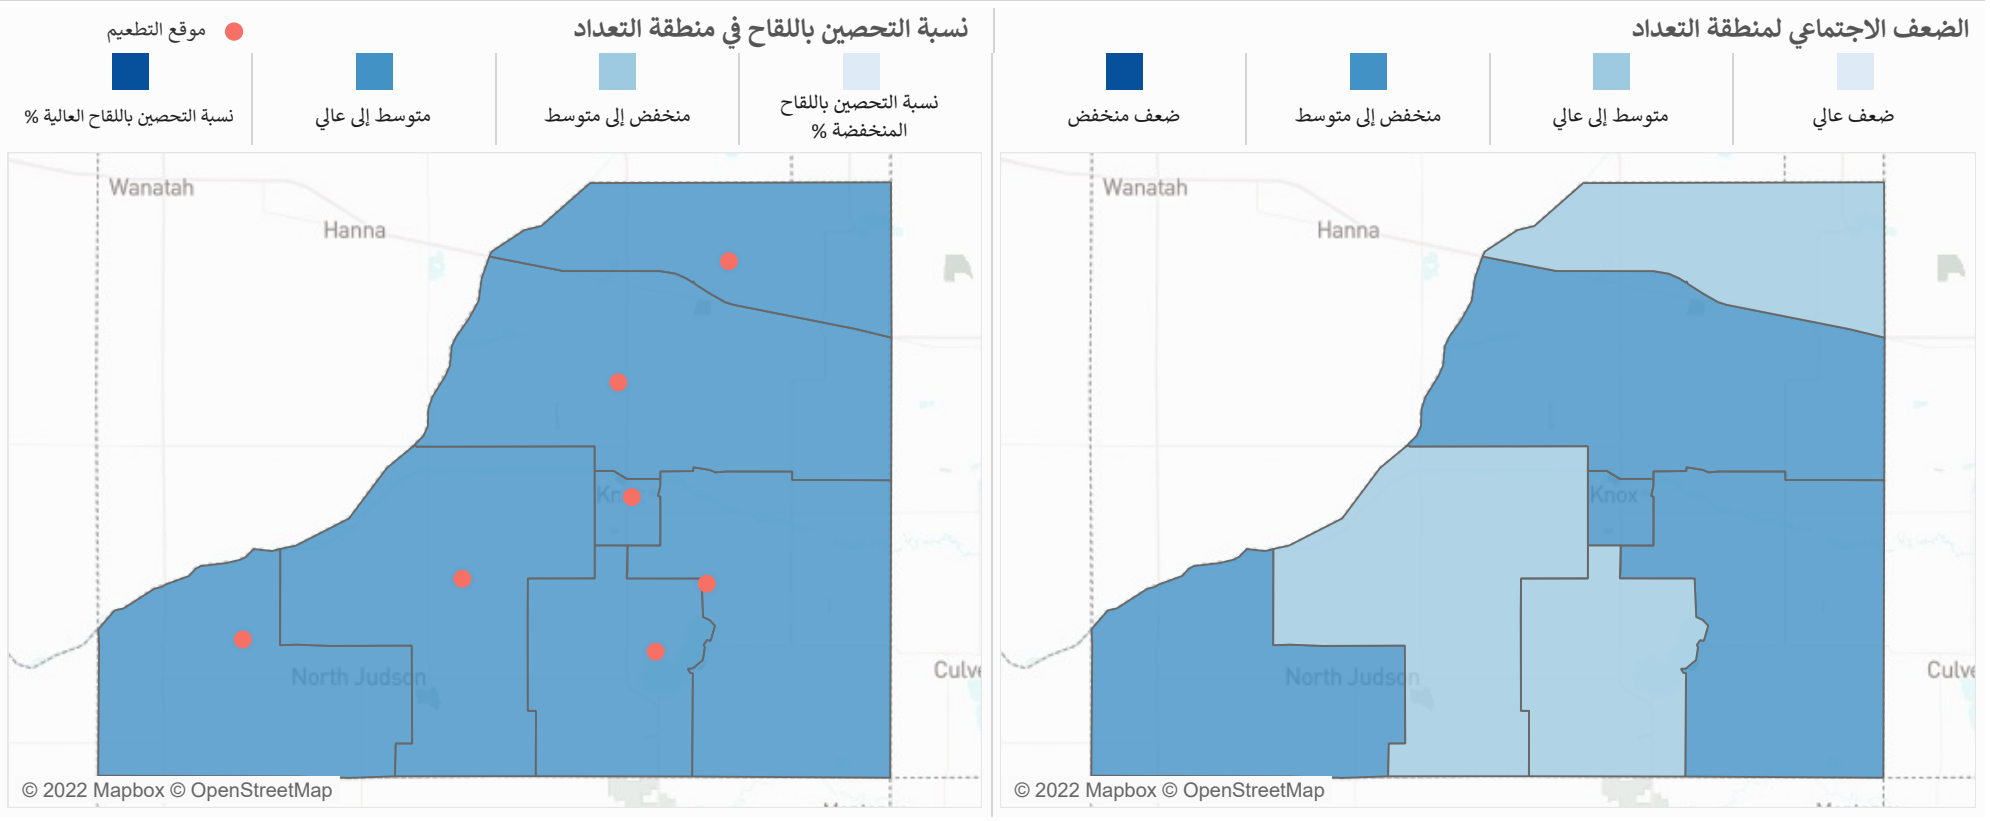 الضعف الاجتماعي لمنطقة التعداد
ضعف عالي
متوسط إلى عالي
منخفض إلى متوسط
ضعف منخفض
Wanatah
Hanna
Knox
North Judson
Culve
© 2022 Mapbox © OpenStreetMap
نسبة التحصين باللقاح في منطقة التعداد
موقع التطعيم
نسبة التحصين باللقاح
المنخفضة %
منخفض إلى متوسط
متوسط إلى عالي
نسبة التحصين باللقاح العالية %
Wanatah
Hanna
North Judson
Culve
© 2022 Mapbox © OpenStreetMap